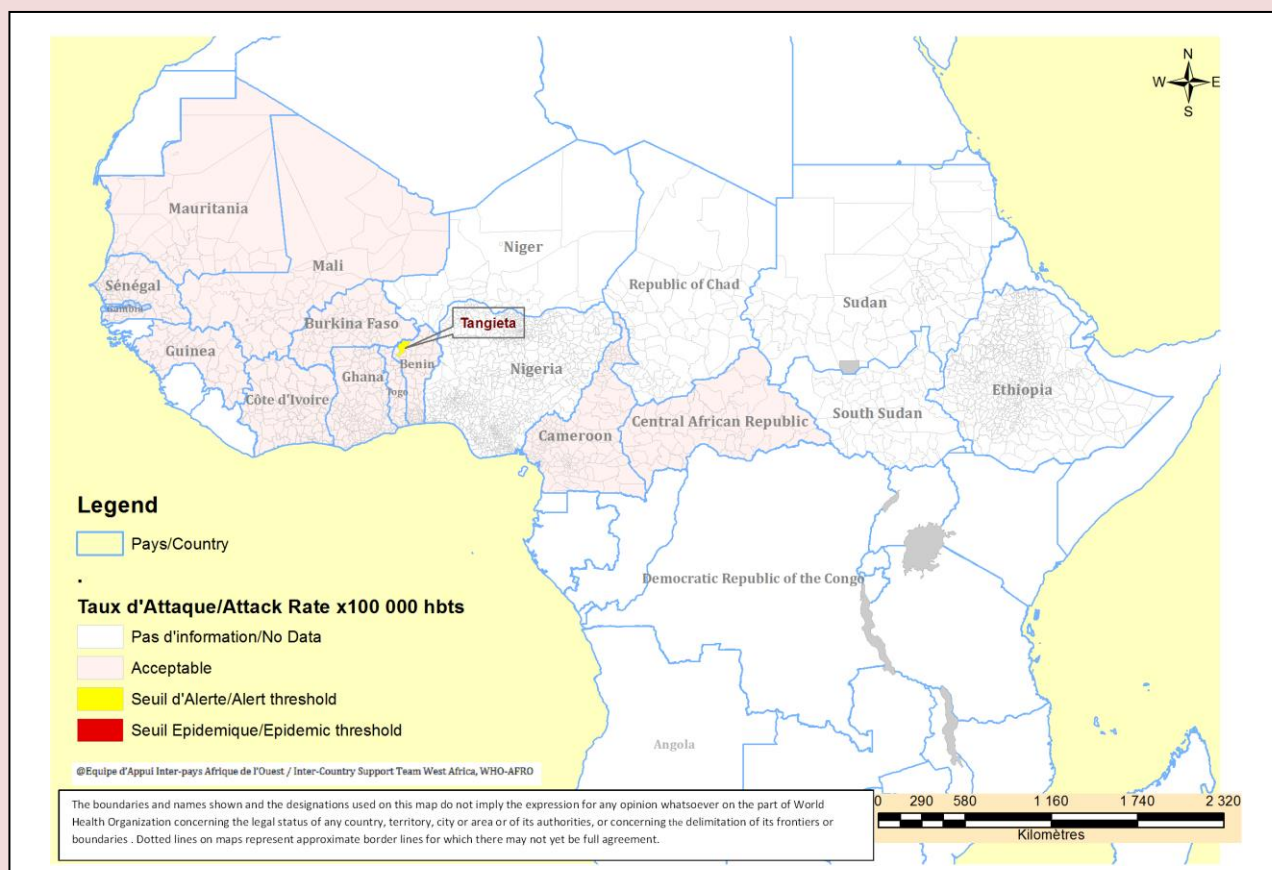 N
W E
S
Mauritania
Mali
Niger
Republic of Chad
Sudan
Sénégal
Gambia
Burkina Faso
Tangieta
Guinea
Ghana
Togo
Benin
Nigeria
Côte d'Ivoire
Cameroon
Central African Republic
South Sudan
Ethiopia
Democratic Republic of the Congo
Angola
Legend
Pays/Country
.
Taux d'Attaque/Attack Rate x100 000 hbts
Pas d'information/No Data
Acceptable
Seuil d'Alerte/Alert threshold
Seuil Epidemique/Epidemic threshold
@Equipe d'Appui Inter-pays Afrique de l'Ouest / Inter-Country Support Team West Africa, WHO-AFRO
The boundaries and names shown and the designations used on this map do not imply the expression for any opinion whatsoever on the part of World
Health Organization concerning the legal status of any country, territory, city or area or of its authorities, or concerning the delimitation of its frontiers or
boundaries . Dotted lines on maps represent approximate border lines for which there may not yet be full agreement.
0 290 580 1 160 1 740 2 320
Kilomètres